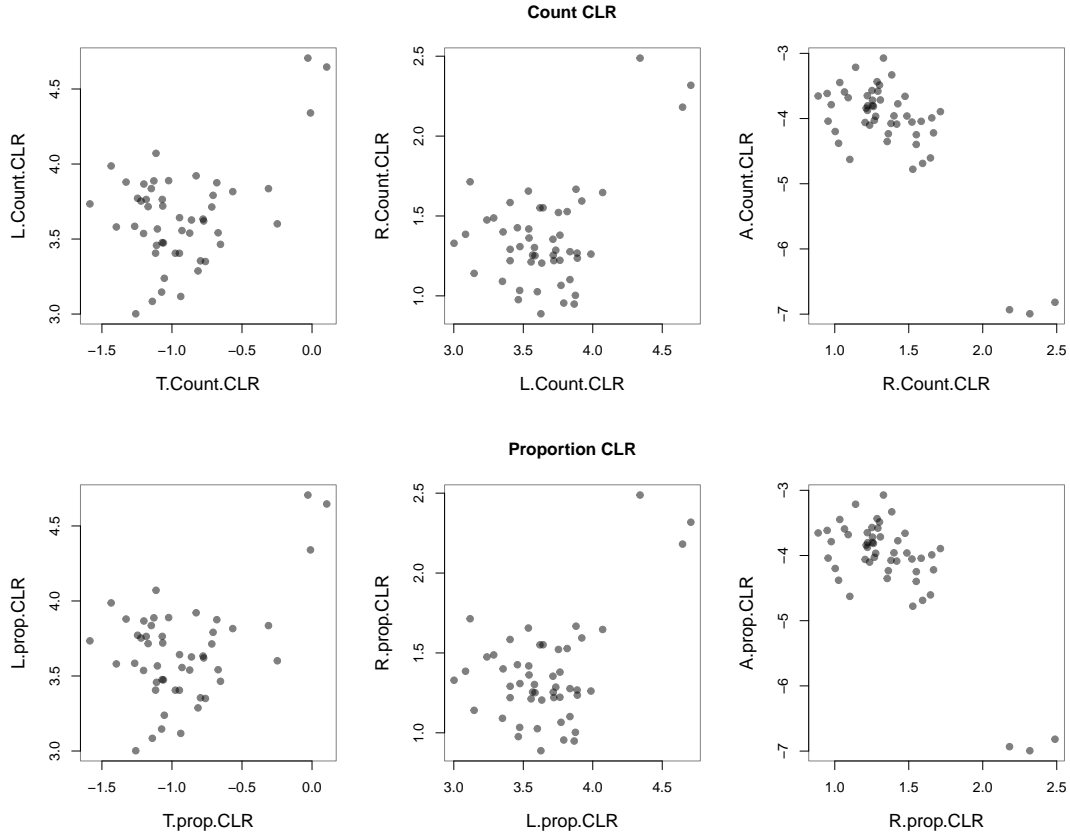 Count CLR
L.Count.CLR
3.0 3.5 4.0 4.5
−1.5 −1.0 −0.5 0.0
T.Count.CLR
R.Count.CLR
1.0 1.5 2.0 2.5
3.0 3.5 4.0 4.5
L.Count.CLR
A.Count.CLR
−7 −6 −5 −4 −3
1.0 1.5 2.0 2.5
R.Count.CLR
Proportion CLR
L.prop.CLR
3.0 3.5 4.0 4.5
−1.5 −1.0 −0.5 0.0
T.prop.CLR
R.prop.CLR
1.0 1.5 2.0 2.5
3.0 3.5 4.0 4.5
L.prop.CLR
A.prop.CLR
−7 −6 −5 −4 −3
1.0 1.5 2.0 2.5
R.prop.CLR